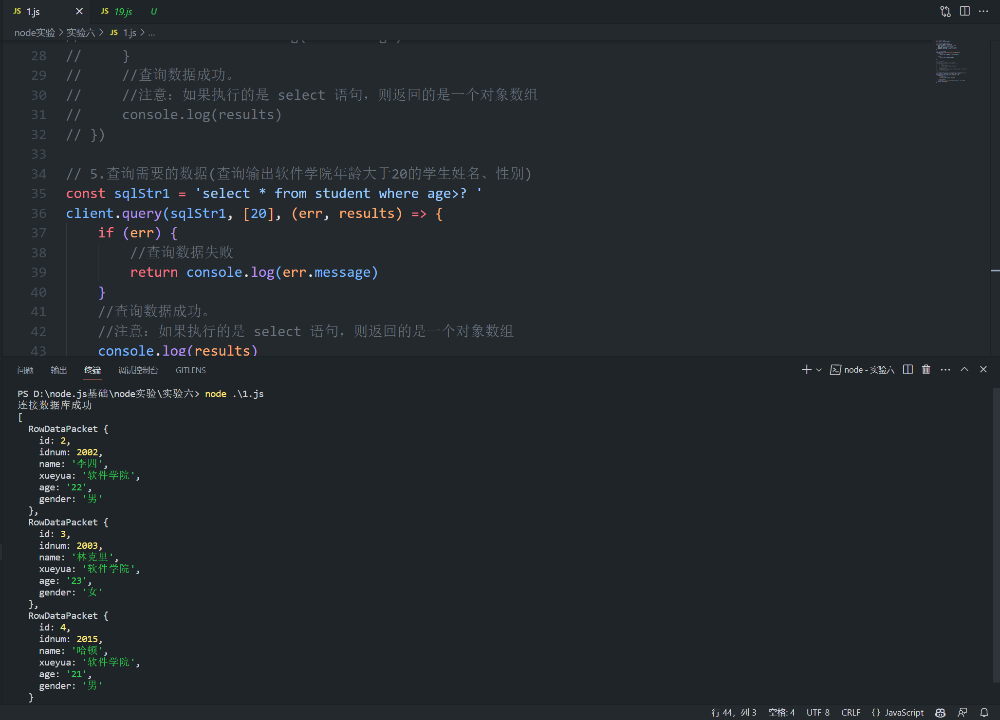 JS 1.js
JS 19.js U
node实验 > 实验六 > JS 1.js > ...
28 //     }
29 //     //查询数据成功。
30 //     //注意：如果执行的是 select 语句，则返回的是一个对象数组
31 //     console.log(results)
32 // })
33
34 // 5.查询需要的数据(查询输出软件学院年龄大于20的学生姓名、性别)
35 const sqlStr1 = 'select * from student where age>? '
36 client.query(sqlStr1, [20], (err, results) => {
37     if (err) {
38         //查询数据失败
39         return console.log(err.message)
40     }
41     //查询数据成功。
42     //注意：如果执行的是 select 语句，则返回的是一个对象数组
43     console.log(results)
问题 输出 终端 调试控制台 GITLENS
node - 实验六
PS D:\node.js基础\node实验\实验六> node .\1.js
连接数据库成功
[
  RowDataPacket {
    id: 2,
    idnum: 2002,
    name: '李四',
    xueyua: '软件学院',
    age: '22',
    gender: '男'
  },
  RowDataPacket {
    id: 3,
    idnum: 2003,
    name: '林克里',
    xueyua: '软件学院',
    age: '23',
    gender: '女'
  },
  RowDataPacket {
    id: 4,
    idnum: 2015,
    name: '哈顿',
    xueyua: '软件学院',
    age: '21',
    gender: '男'
  }
行 44，列 3 空格: 4 UTF-8 CRLF {} JavaScript